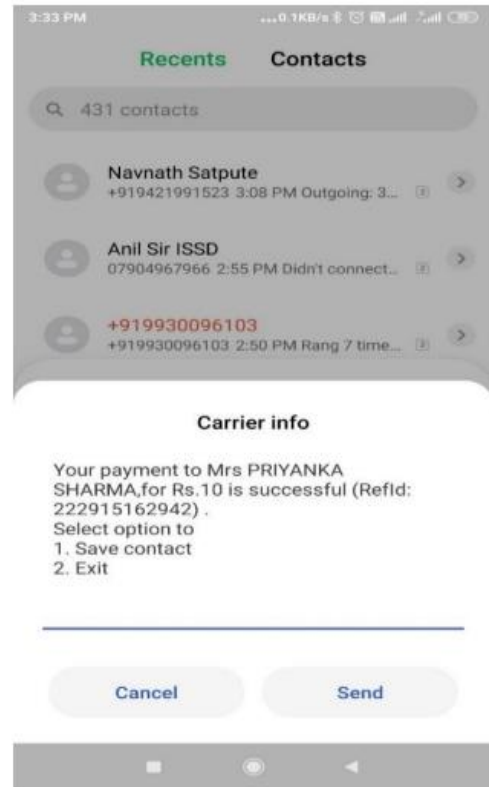 3:33 PM ...0.1KB/s
Recents Contacts
431 contacts
Navnath Satpute
+919421991523 3:08 PM Outgoing: 3...
Anil Sir ISSD
07904967966 2:55 PM Didn't connect...
+919930096103
+919930096103 2:50 PM Rang 7 time...
Carrier info
Your payment to Mrs PRIYANKA
SHARMA,for Rs.10 is successful (RefId:
222915162942) .
Select option to
1. Save contact
2. Exit
Cancel Send